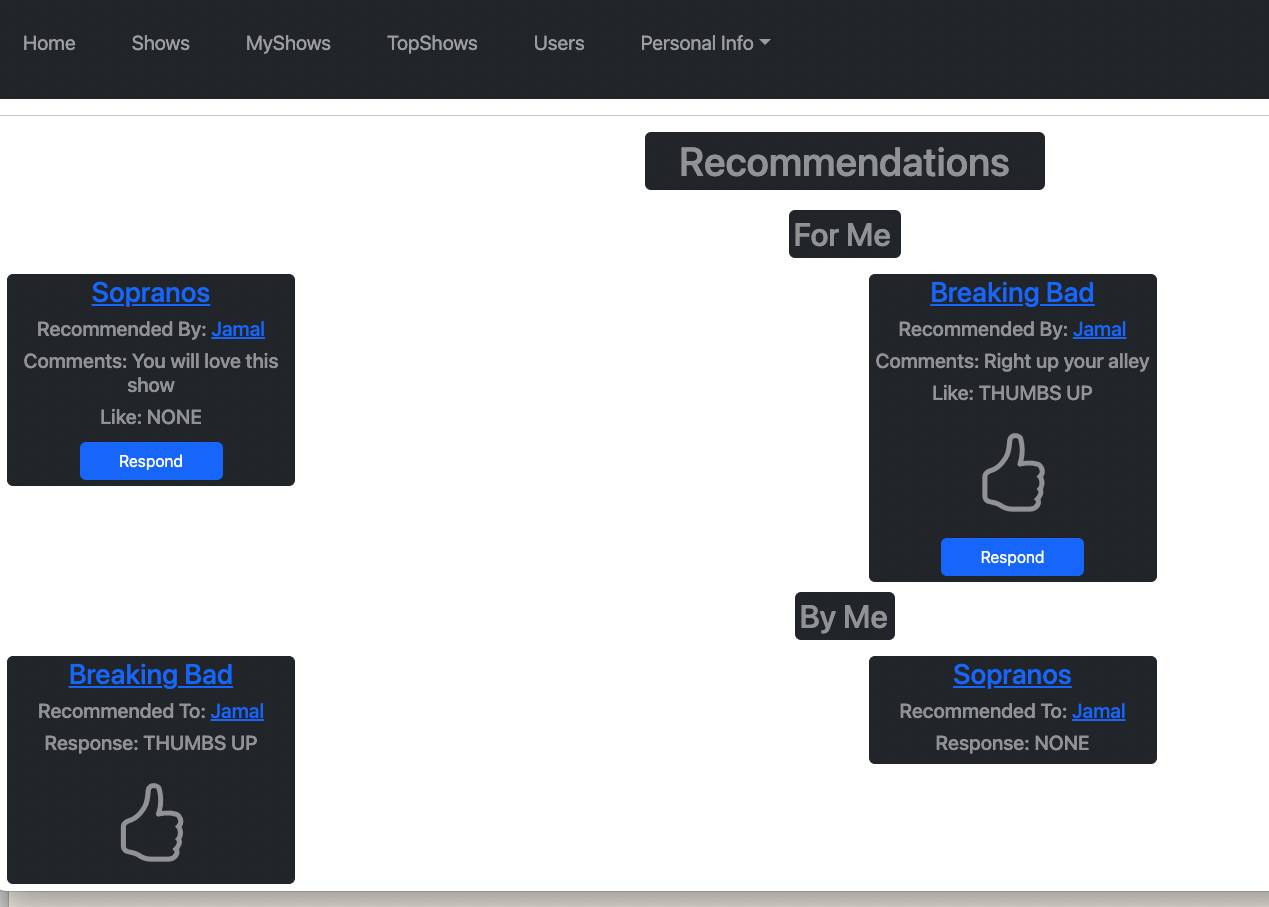 Home Shows MyShows TopShows Users Personal Info
Recommendations
For Me
Sopranos
Recommended By: Jamal
Comments: You will love this
show
Like: NONE
Respond
Breaking Bad
Recommended By: Jamal
Comments: Right up your alley
Like: THUMBS UP
Respond
By Me
Breaking Bad
Recommended To: Jamal
Response: THUMBS UP
Sopranos
Recommended To: Jamal
Response: NONE